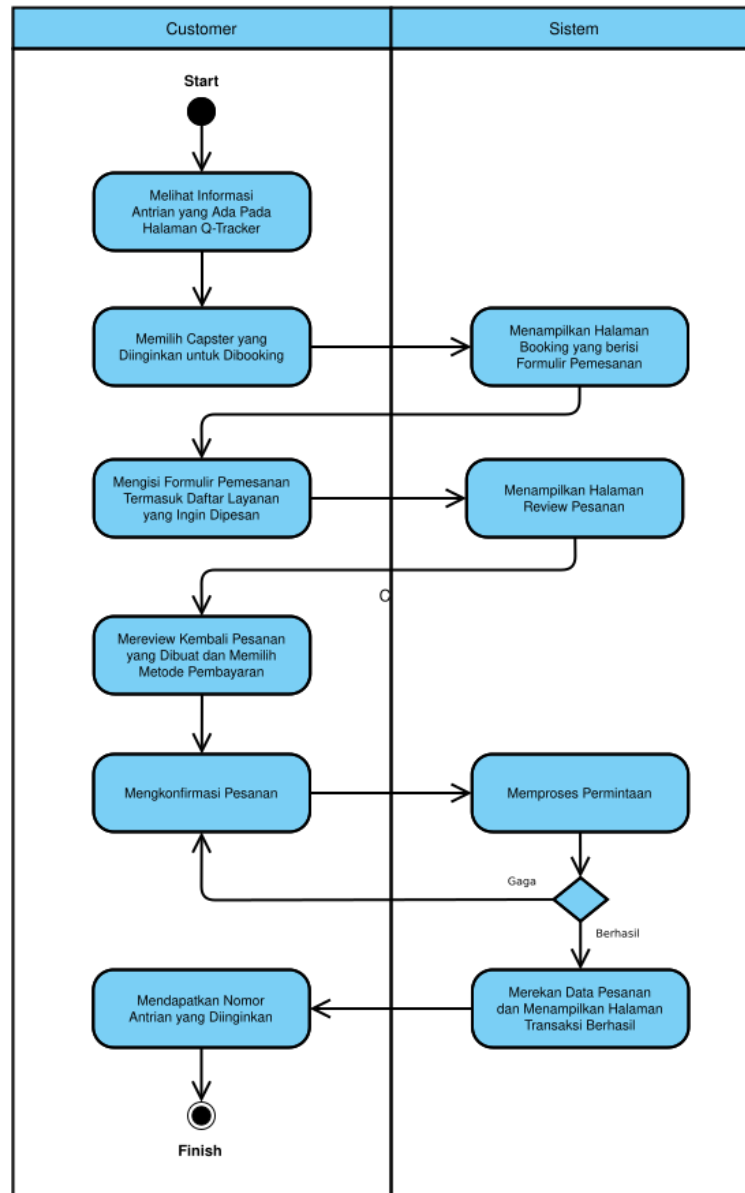 Customer
Sistem
Start
Melihat Informasi
Antrian yang Ada Pada
Halaman Q-Tracker
Memilih Capster yang
Diinginkan untuk Dibooking
Menampilkan Halaman
Booking yang berisi
Formulir Pemesanan
Mengisi Formulir Pemesanan
Termasuk Daftar Layanan
yang Ingin Dipesan
Menampilkan Halaman
Review Pesanan
C
Mereview Kembali Pesanan
yang Dibuat dan Memilih
Metode Pembayaran
Mengkonfirmasi Pesanan
Memproses Permintaan
Gaga
Berhasil
Merekan Data Pesanan
dan Menampilkan Halaman
Transaksi Berhasil
Mendapatkan Nomor
Antrian yang Diinginkan
Finish